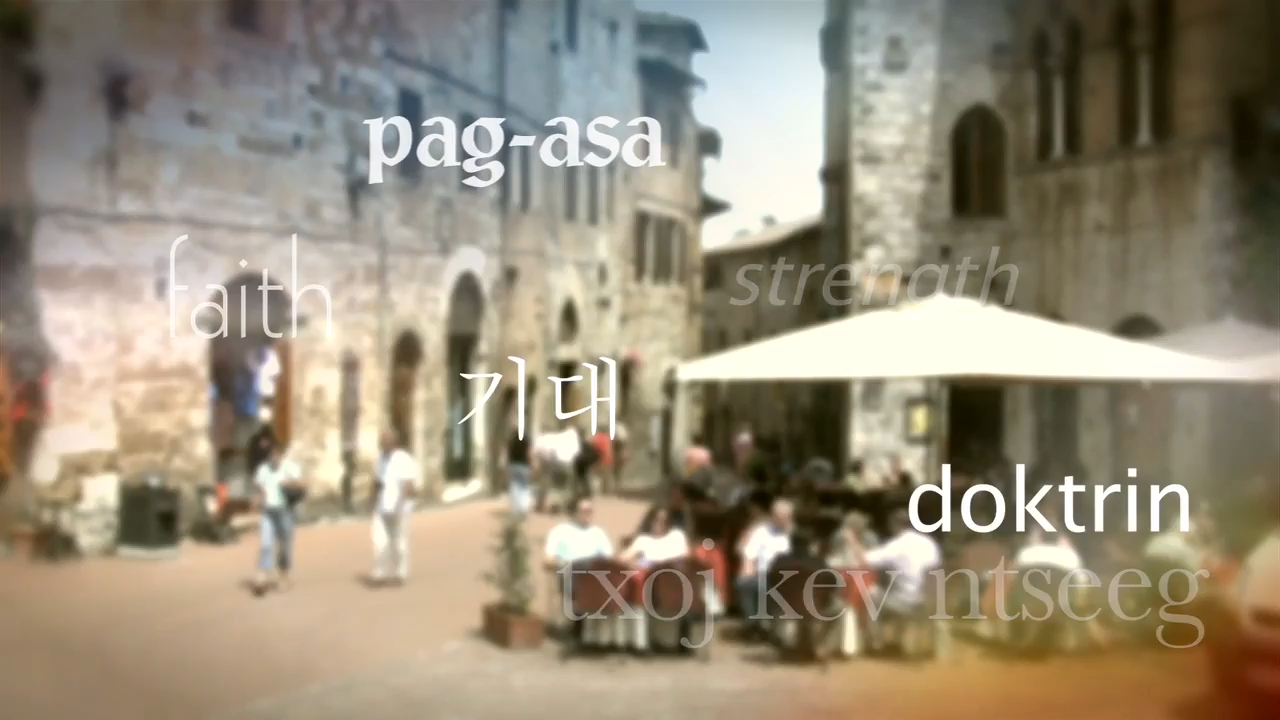 pag-asa
faith
strength
기대
doktrin
txoj kev ntseeg